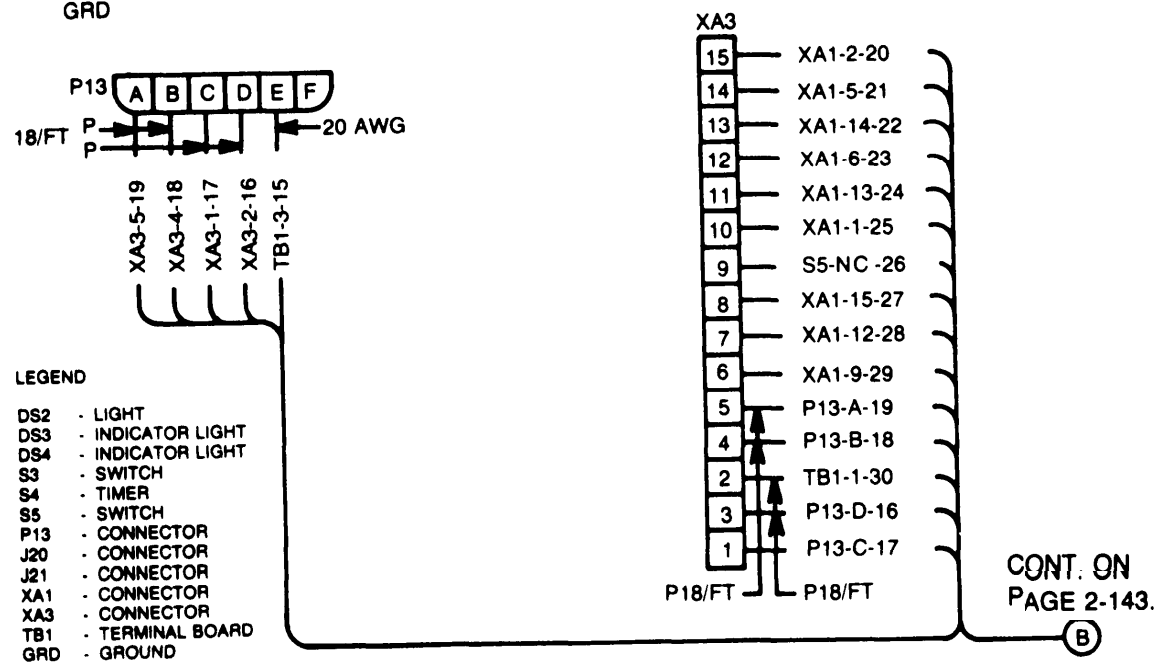 GRD
P13 A B C D E F
18/FT P 20 AWG
P
XA3-5-19
XA3-4-18
XA3-1-17
XA3-2-16
TB1-3-15
LEGEND
DS2 - LIGHT
DS3 - INDICATOR LIGHT
DS4 - INDICATOR LIGHT
S3 - SWITCH
S4 - TIMER
S5 - SWITCH
P13 - CONNECTOR
J20 - CONNECTOR
J21 - CONNECTOR
XA1 - CONNECTOR
XA3 - CONNECTOR
TB1 - TERMINAL BOARD
GRD - GROUND
XA3
15 XA1-2-20
14 XA1-5-21
13 XA1-14-22
12 XA1-6-23
11 XA1-13-24
10 XA1-1-25
9 S5-NC -26
8 XA1-15-27
7 XA1-12-28
6 XA1-9-29
5 P13-A-19
4 P13-B-18
2 TB1-1-30
3 P13-D-16
1 P13-C-17
P18/FT P18/FT
CONT. ON
PAGE 2-143.
B